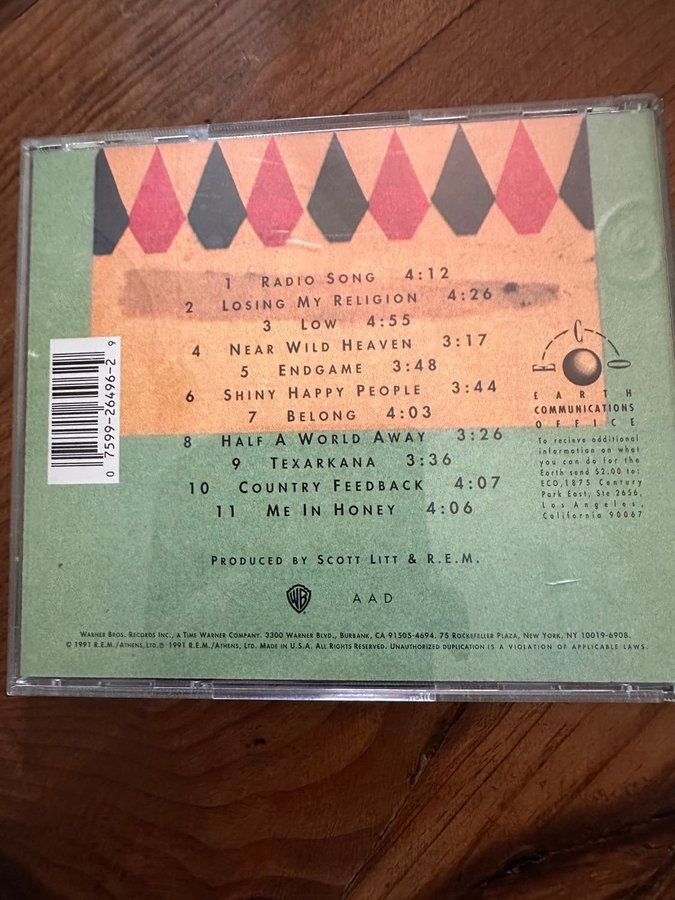 1 RADIO SONG 4:12
2 LOSING MY RELIGION 4:26
3 LOW 4:55
4 NEAR WILD HEAVEN 3:17
5 ENDGAME 3:48
6 SHINY HAPPY PEOPLE 3:44
7 BELONG 4:03
8 HALF A WORLD AWAY 3:26
9 TEXARKANA 3:36
10 COUNTRY FEEDBACK 4:07
11 ME IN HONEY 4:06
PRODUCED BY SCOTT LITT & R.E.M.
WB
AAD
WARNER BROS. RECORDS INC., A TIME WARNER COMPANY. 3300 WARNER BLVD., BURBANK, CA 91505-4694. 75 ROCKEFELLER PLAZA, NEW YORK, NY 10019-6908.
© 1991 R.E.M./ATHENS, LTD. ℗ 1991 R.E.M./ATHENS, LTD. MADE IN U.S.A. ALL RIGHTS RESERVED. UNAUTHORIZED DUPLICATION IS A VIOLATION OF APPLICABLE LAWS.
0 7599-26496-2 9
E C O
EARTH
COMMUNICATIONS
OFFICE
To recieve additional
information on what
you can do for the
Earth send $2.00 to:
ECO,1875 Century
Park East, Ste 2656,
Los Angeles,
California 90067